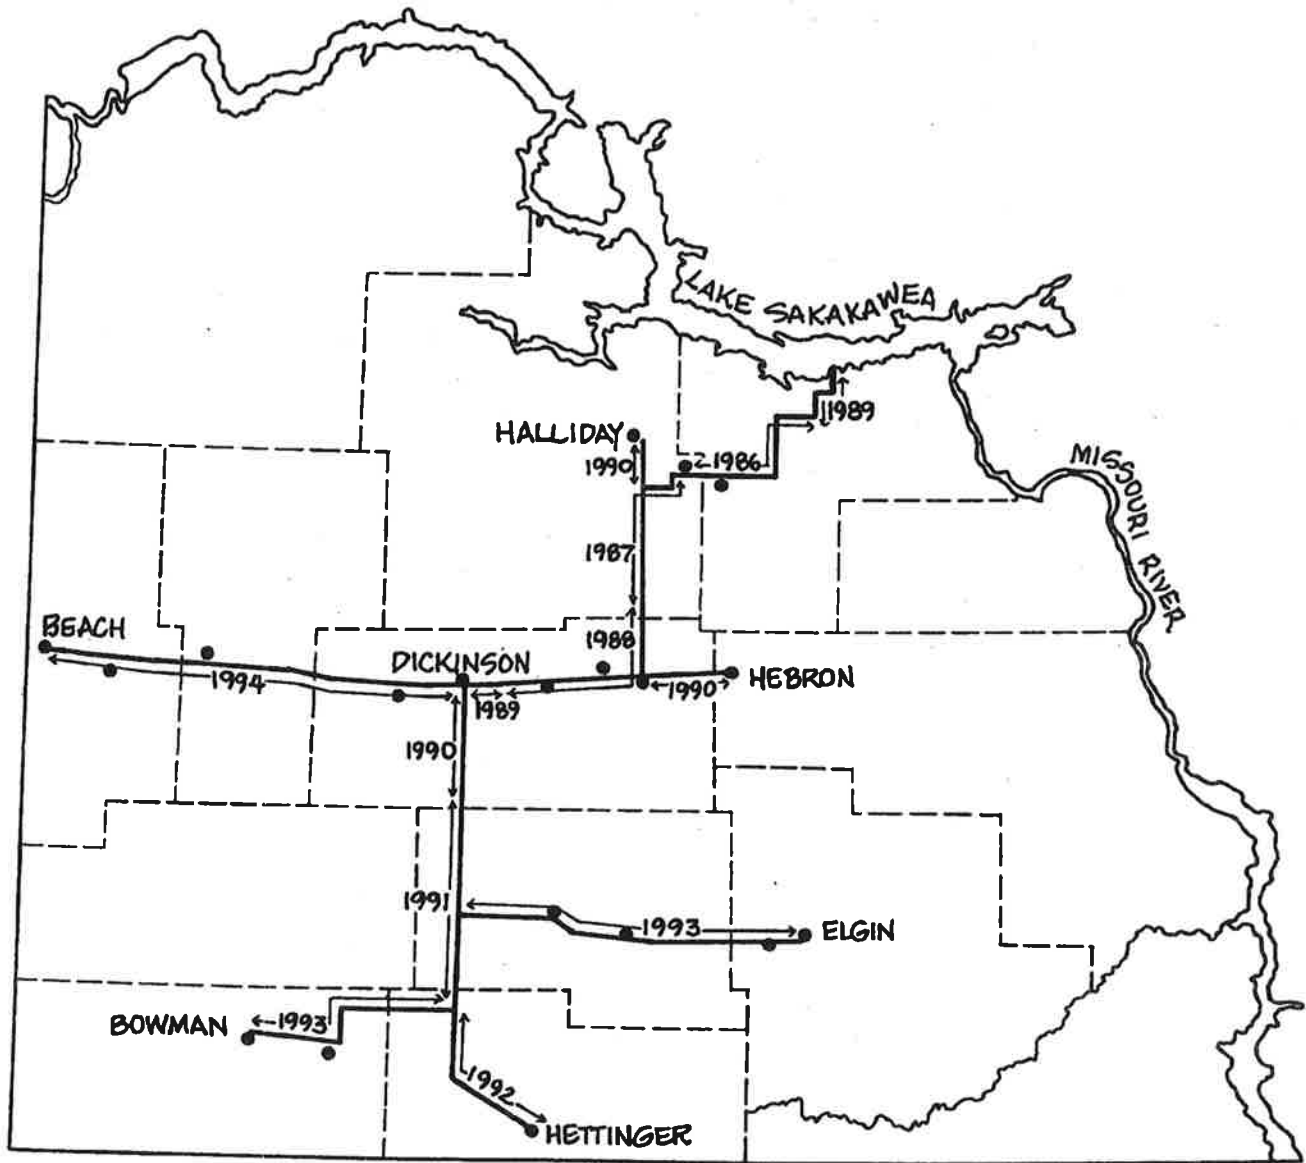 LAKE SAKAKAWEA
1989
HALLIDAY
1990
1986
MISSOURI RIVER
1987
BEACH
1988
DICKINSON
1994
1989
1990
HEBRON
1990
1991
1993
ELGIN
BOWMAN
1993
1992
HETTINGER